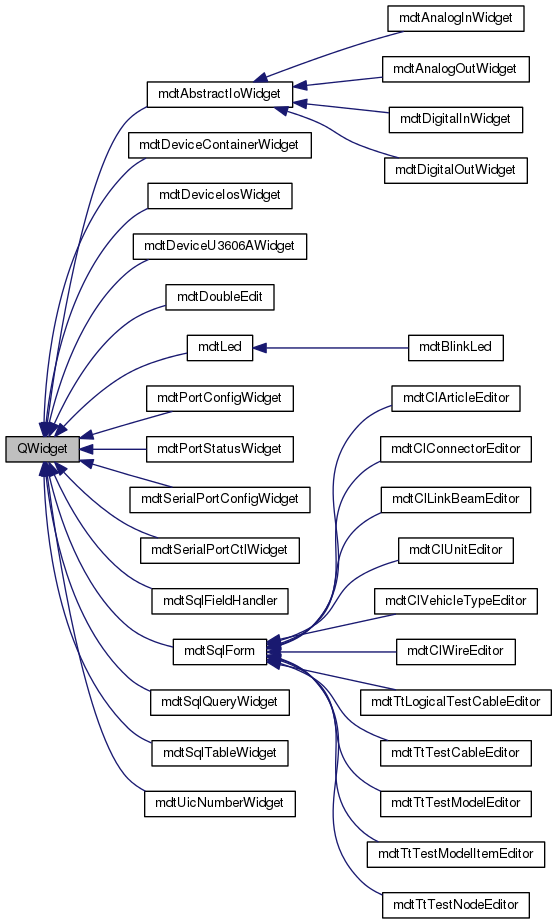 mdtAnalogInWidget
mdtAnalogOutWidget
mdtAbstractIoWidget
mdtDigitalInWidget
mdtDeviceContainerWidget
mdtDigitalOutWidget
mdtDeviceIosWidget
mdtDeviceU3606AWidget
mdtDoubleEdit
mdtLed
mdtBlinkLed
mdtPortConfigWidget
mdtClArticleEditor
QWidget
mdtPortStatusWidget
mdtClConnectorEditor
mdtSerialPortConfigWidget
mdtClLinkBeamEditor
mdtSerialPortCtlWidget
mdtClUnitEditor
mdtSqlFieldHandler
mdtClVehicleTypeEditor
mdtSqlForm
mdtClWireEditor
mdtSqlQueryWidget
mdtTtLogicalTestCableEditor
mdtSqlTableWidget
mdtTtTestCableEditor
mdtUicNumberWidget
mdtTtTestModelEditor
mdtTtTestModelItemEditor
mdtTtTestNodeEditor